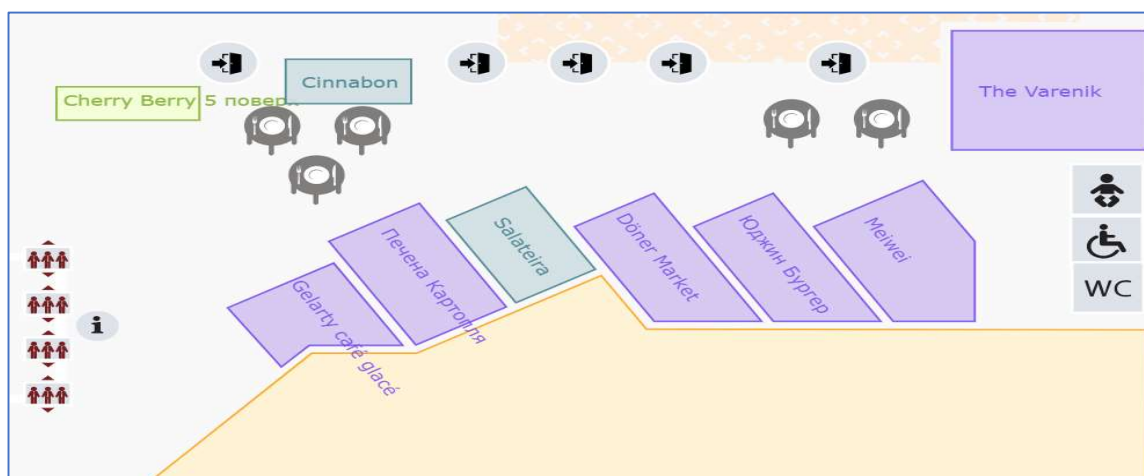 Cinnabon
The Varenik
Cherry Berry 5 поверх
Печена Картопля
Salateira
Döner Market
Юджин Бургер
Meiwei
Gelarty café glacé
i
WC